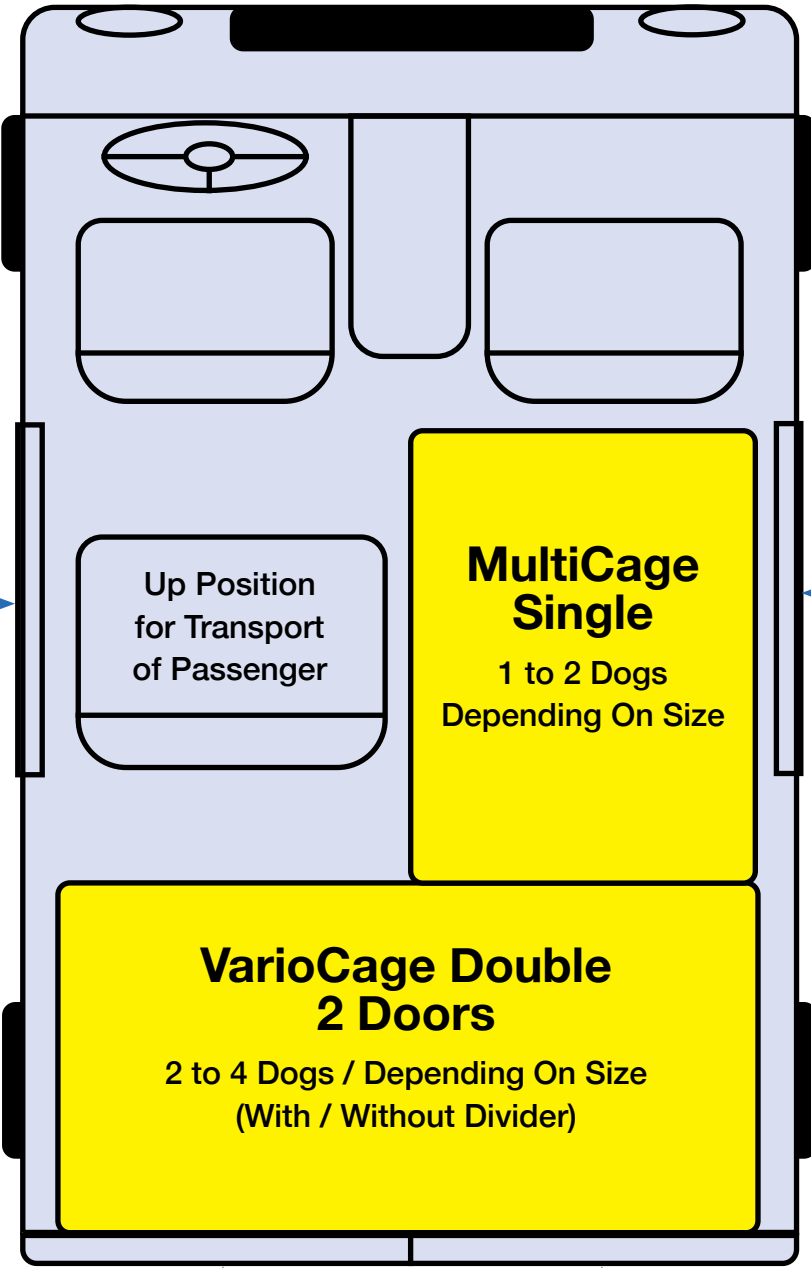 Up Position
for Transport
of Passenger
MultiCage
Single
1 to 2 Dogs
Depending On Size
VarioCage Double
2 Doors
2 to 4 Dogs / Depending On Size
(With / Without Divider)